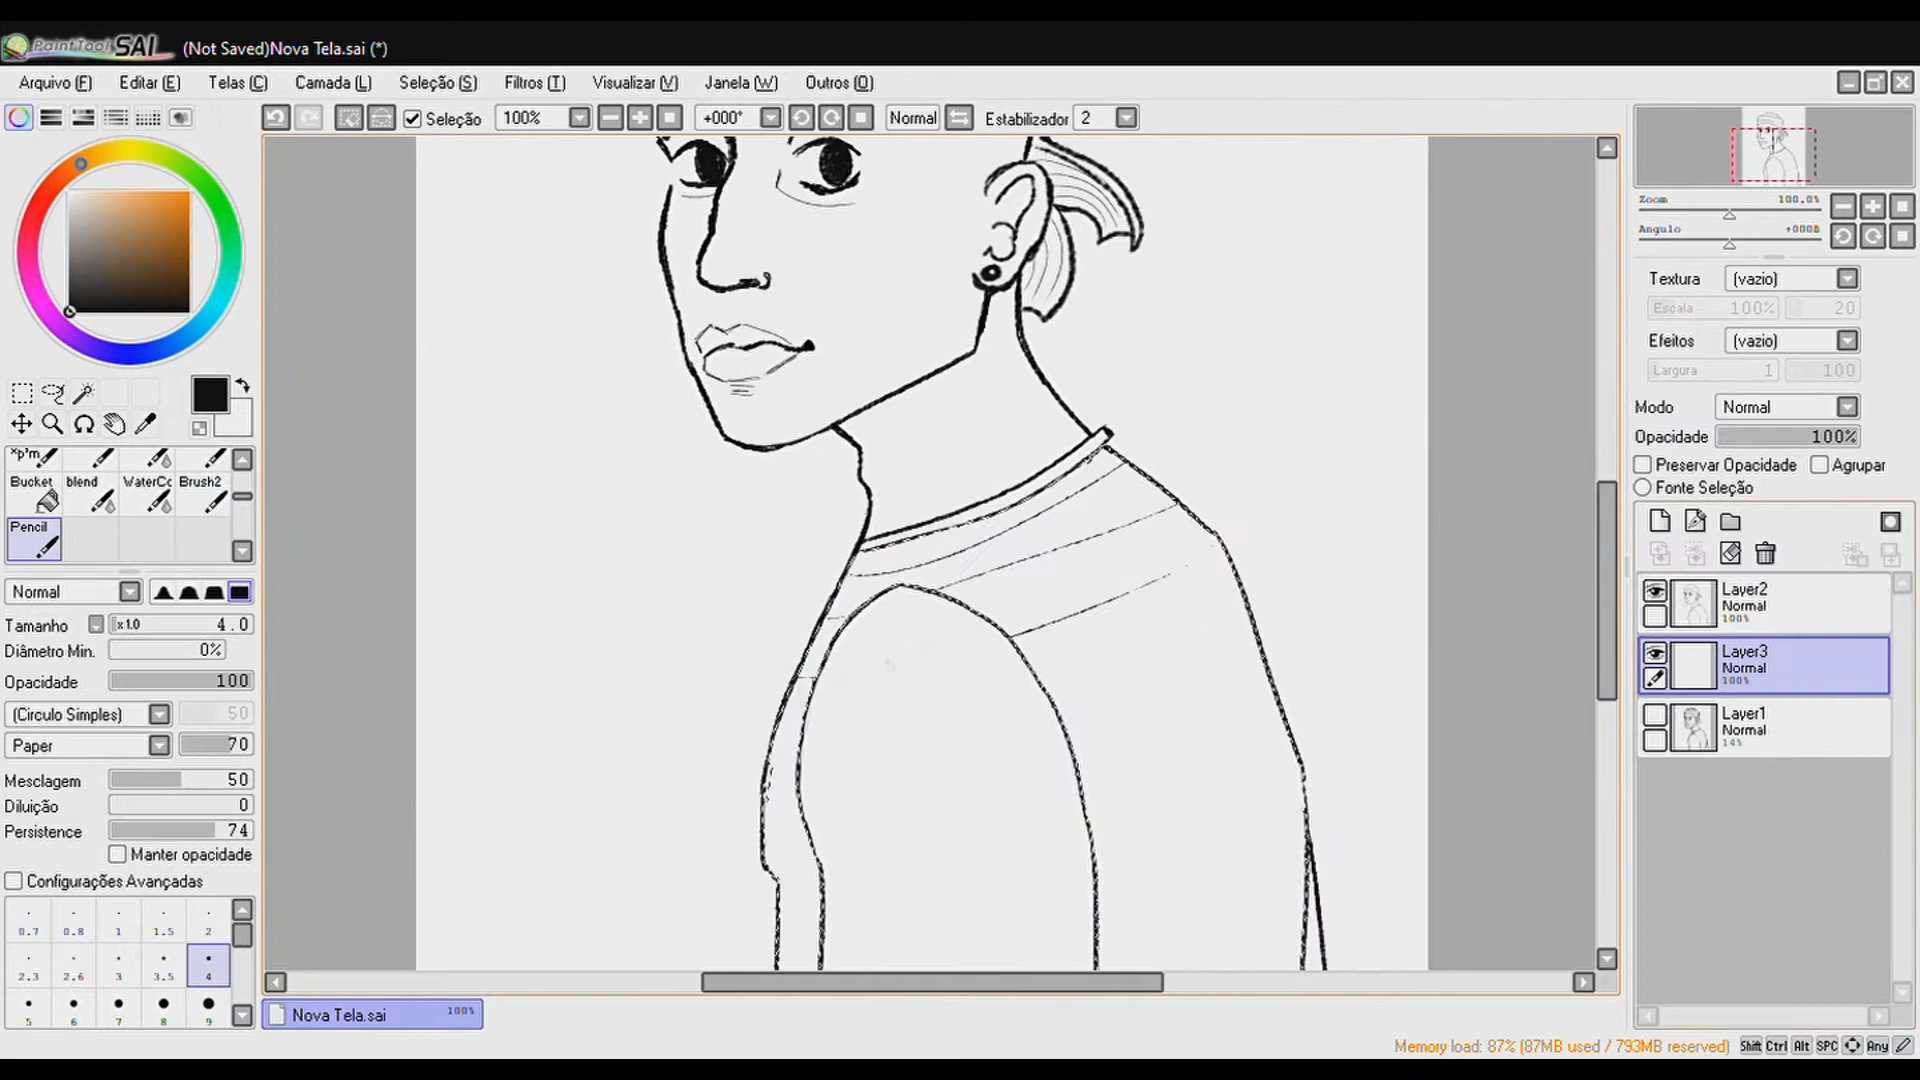 PaintTool SAI (Not Saved)Nova Tela.sai (*)
Arquivo (F) Editar (E) Telas (C) Camada (L) Seleção (S) Filtros (T) Visualizar (V) Janela (W) Outros (O)
Seleção 100% +000° Normal Estabilizador 2
Zoom 100.0%
Angulo +000
Textura (vazio)
Escala 100% 20
Efeitos (vazio)
Largura 1 100
Modo Normal
Opacidade 100%
Preservar Opacidade Agrupar
Fonte Seleção
Bucket blend WaterCo Brush2
Pencil
Normal
Tamanho x1.0 4.0
Diâmetro Min. 0%
Opacidade 100
(Circulo Simples) 50
Paper 70
Mesclagem 50
Diluição 0
Persistence 74
Manter opacidade
Configurações Avançadas
0.7 0.8 1 1.5 2
2.3 2.6 3 3.5 4
5 6 7 8 9
Layer2
Normal
100%
Layer3
Normal
100%
Layer1
Normal
14%
Nova Tela.sai 100%
Memory load: 87% (87MB used / 793MB reserved) Shift Ctrl Alt SPC Any